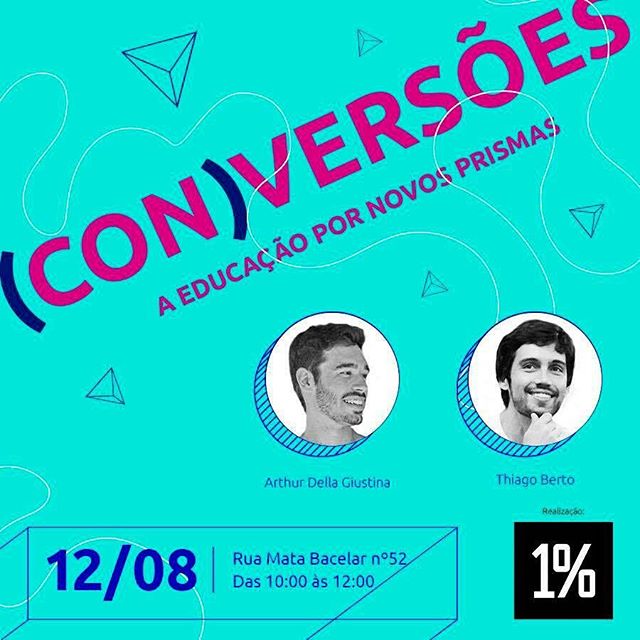 (CON)VERSÕES
A EDUCAÇÃO POR NOVOS PRISMAS
Arthur Della Giustina
Thiago Berto
Realização:
1%
12/08
Rua Mata Bacelar nº52
Das 10:00 às 12:00